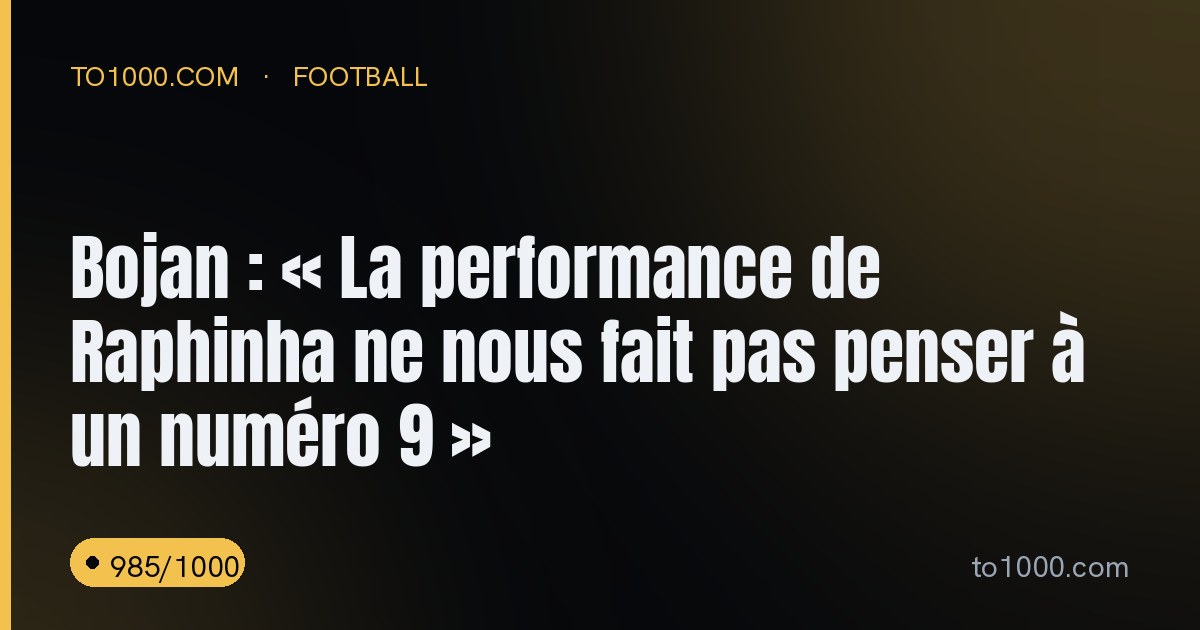 TO1000.COM · FOOTBALL
Bojan : « La performance de
Raphinha ne nous fait pas penser à
un numéro 9 »
985/1000
to1000.com